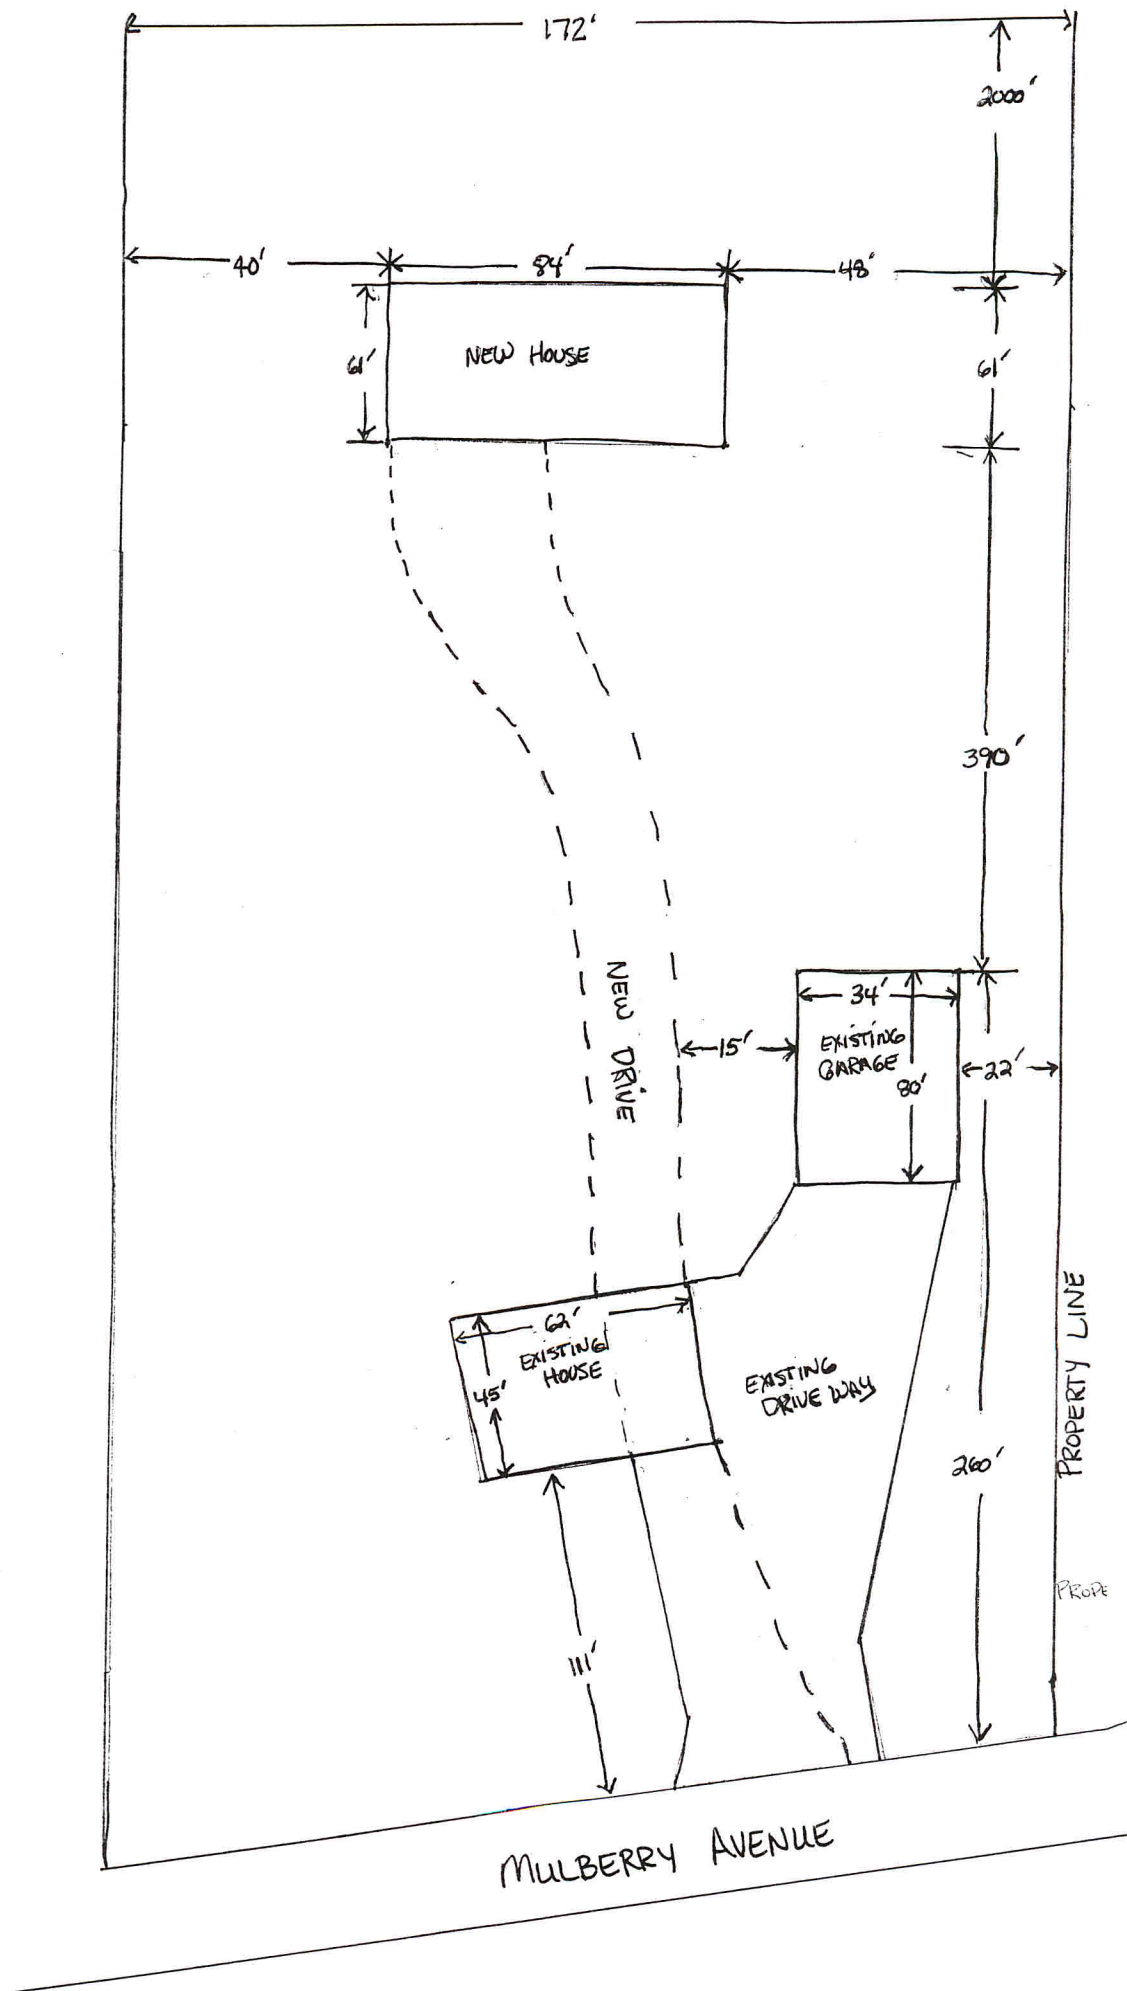 172'
2000'
40'
84'
48'
61'
NEW HOUSE
61'
390'
NEW DRIVE
34'
15'
EXISTING
GARAGE
80'
22'
62'
EXISTING
HOUSE
45'
EXISTING
DRIVE WAY
PROPERTY LINE
260'
PROPE
111'
MULBERRY AVENUE